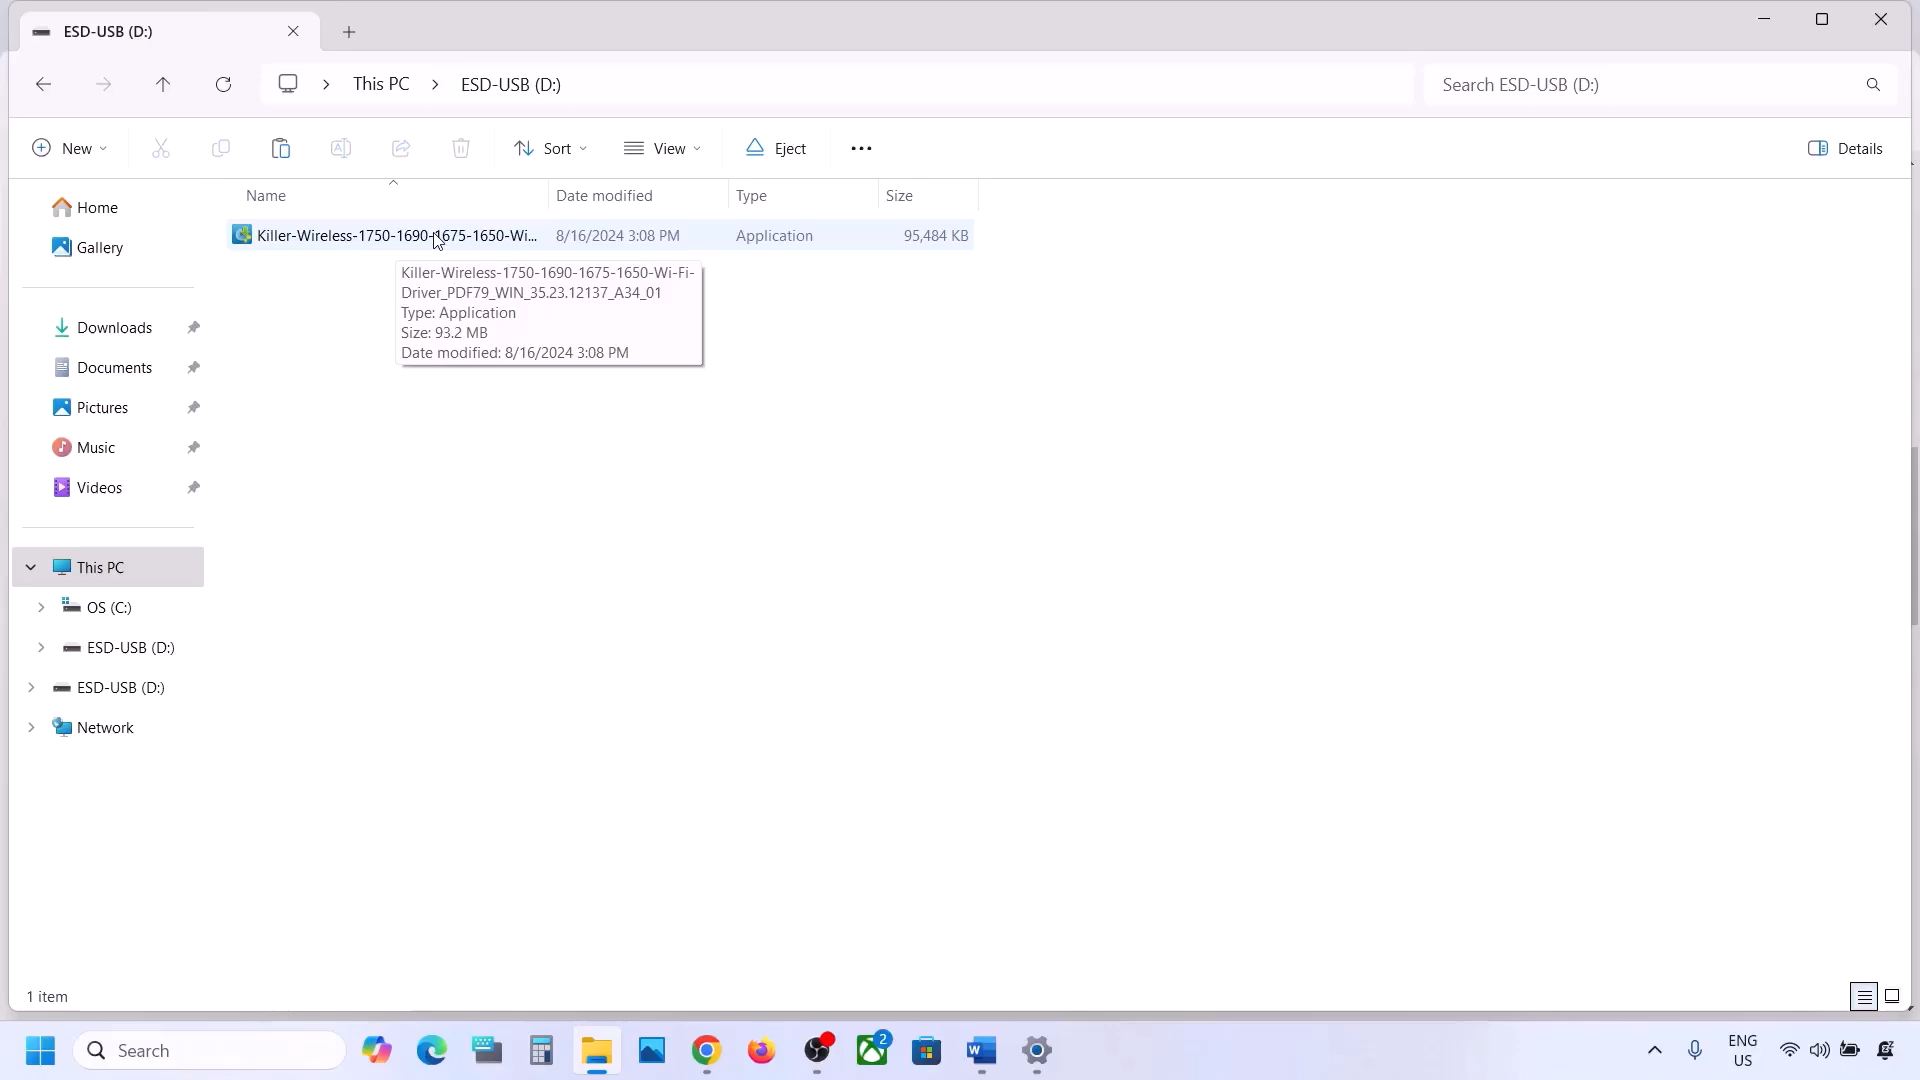 ESD-USB (D:)
This PC
ESD-USB (D:)
Search ESD-USB (D:)
New
Sort
View
Eject
Details
Name
Date modified
Type
Size
Killer-Wireless-1750-1690-1675-1650-Wi...
8/16/2024 3:08 PM
Application
95,484 KB
Killer-Wireless-1750-1690-1675-1650-Wi-Fi-
Driver_PDF79_WIN_35.23.12137_A34_01
Type: Application
Size: 93.2 MB
Date modified: 8/16/2024 3:08 PM
Home
Gallery
Downloads
Documents
Pictures
Music
Videos
This PC
OS (C:)
ESD-USB (D:)
ESD-USB (D:)
Network
1 item
Search
2
ENG
US